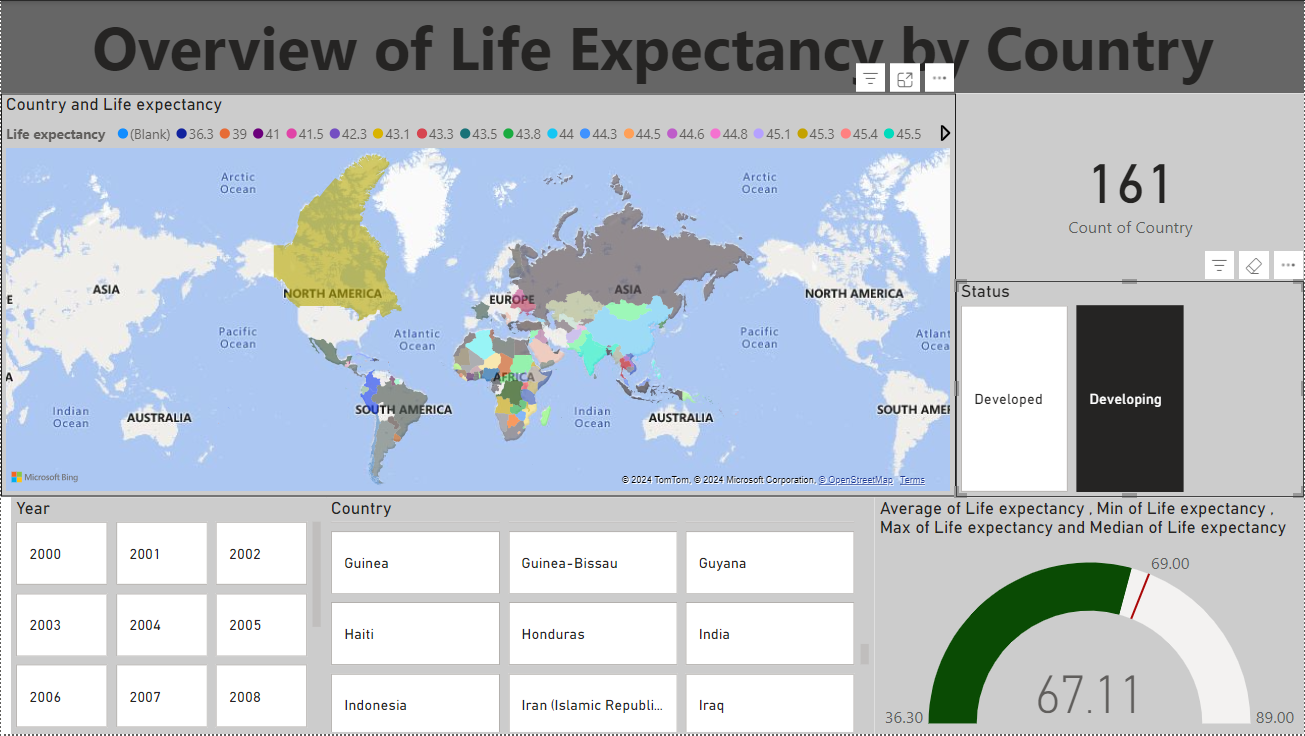 Overview of Life Expectancy by Country
Country and Life expectancy
Life expectancy (Blank) 36.3 39 41 41.5 42.3 43.1 43.3 43.5 43.8 44 44.3 44.5 44.6 44.8 45.1 45.3 45.4 45.5
Arctic
Ocean
Arctic
Ocean
ASIA
NORTH AMERICA
EUROPE
ASIA
NORTH AMERICA
E
Pacific
Ocean
Atlantic
Ocean
Pacific
Ocean
Atlant
Ocea
A
AFRICA
Indian
Ocean
AUSTRALIA
SOUTH AMERICA
Indian
Ocean
AUSTRALIA
SOUTH AMER
Microsoft Bing
© 2024 TomTom, © 2024 Microsoft Corporation, © OpenStreetMap Terms
161
Count of Country
Status
Developed
Developing
Year
2000 2001 2002
2003 2004 2005
2006 2007 2008
Country
Guinea Guinea-Bissau Guyana
Haiti Honduras India
Indonesia Iran (Islamic Republi... Iraq
Average of Life expectancy , Min of Life expectancy ,
Max of Life expectancy and Median of Life expectancy
69.00
67.11
36.30
89.00